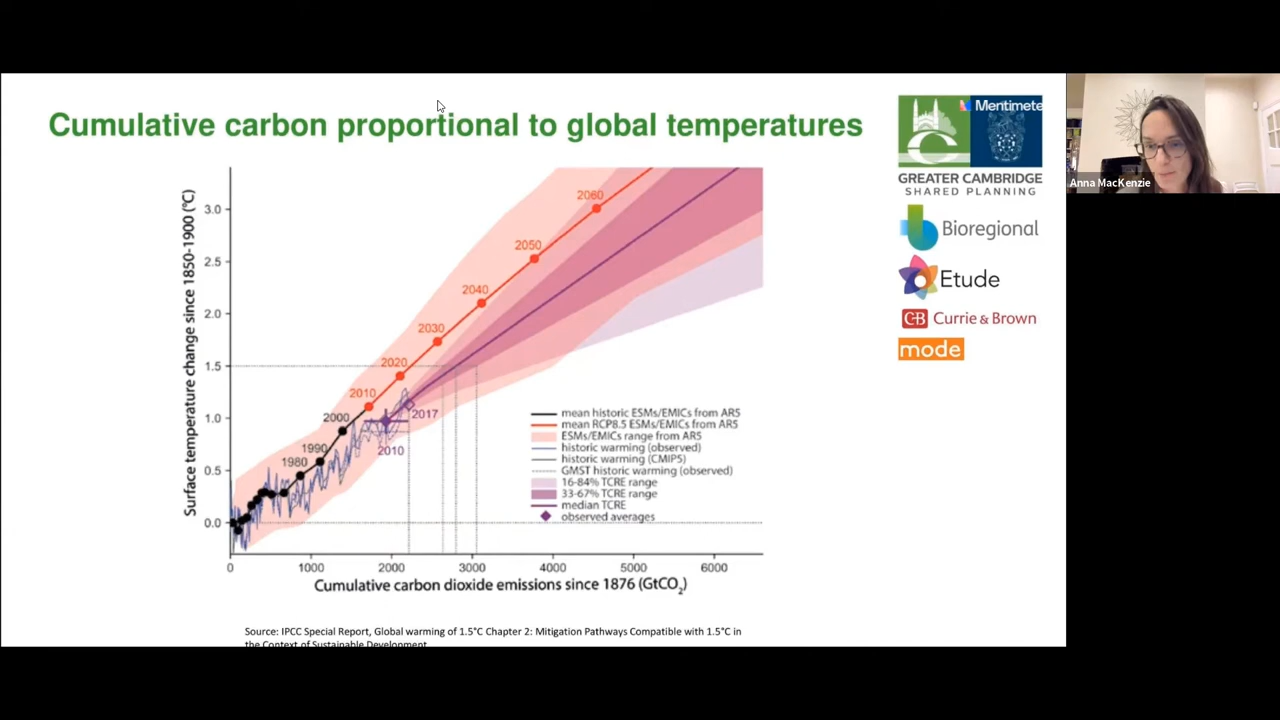 Cumulative carbon proportional to global temperatures
Mentimete
GREATER CAMBRIDGE
SHARED PLANNING
Bioregional
Etude
C-B Currie & Brown
mode
Anna MacKenzie
Surface temperature change since 1850-1900 (°C)
3.0
2.5
2.0
1.5
1.0
0.5
0.0
2060
2050
2040
2030
2020
2010
2000
1990
1980
2017
2010
mean historic ESMs/EMICs from AR5
mean RCP8.5 ESMs/EMICs from AR5
ESMs/EMICs range from AR5
historic warming (observed)
historic warming (CMIP5)
GMST historic warming (observed)
16-84% TCRE range
33-67% TCRE range
median TCRE
observed averages
0 1000 2000 3000 4000 5000 6000
Cumulative carbon dioxide emissions since 1876 (GtCO₂)
Source: IPCC Special Report, Global warming of 1.5°C Chapter 2: Mitigation Pathways Compatible with 1.5°C in
the Context of Sustainable Development